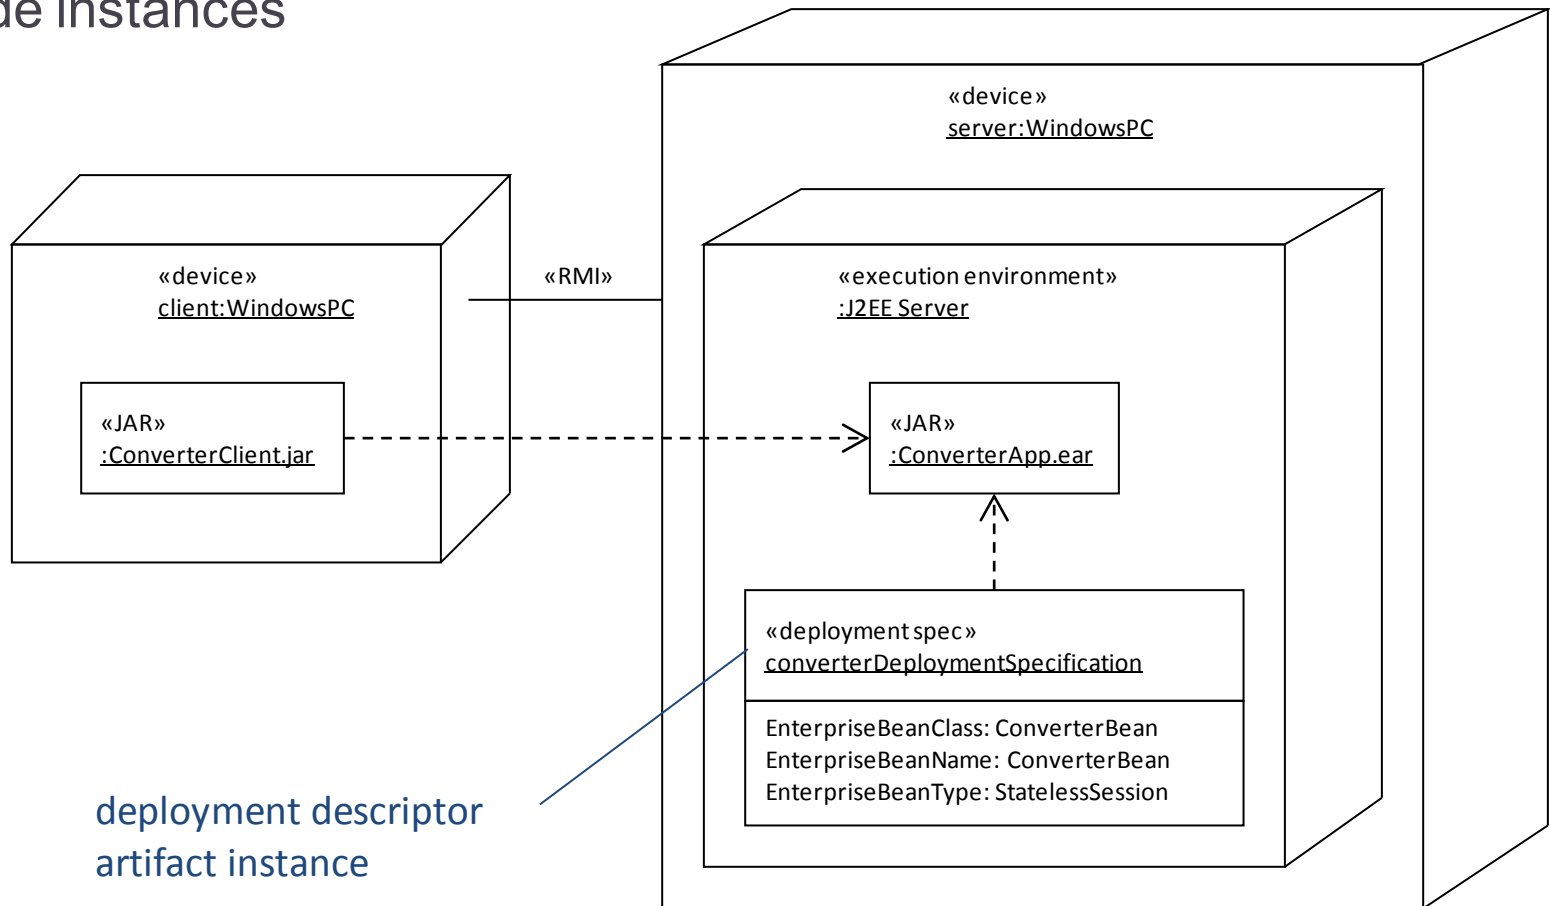 de instances
«device»
server:WindowsPC
«device»
client:WindowsPC
«RMI»
«execution environment»
:J2EE Server
«JAR»
:ConverterClient.jar
«JAR»
:ConverterApp.ear
«deployment spec»
converterDeploymentSpecification
EnterpriseBeanClass: ConverterBean
EnterpriseBeanName: ConverterBean
EnterpriseBeanType: StatelessSession
deployment descriptor
artifact instance